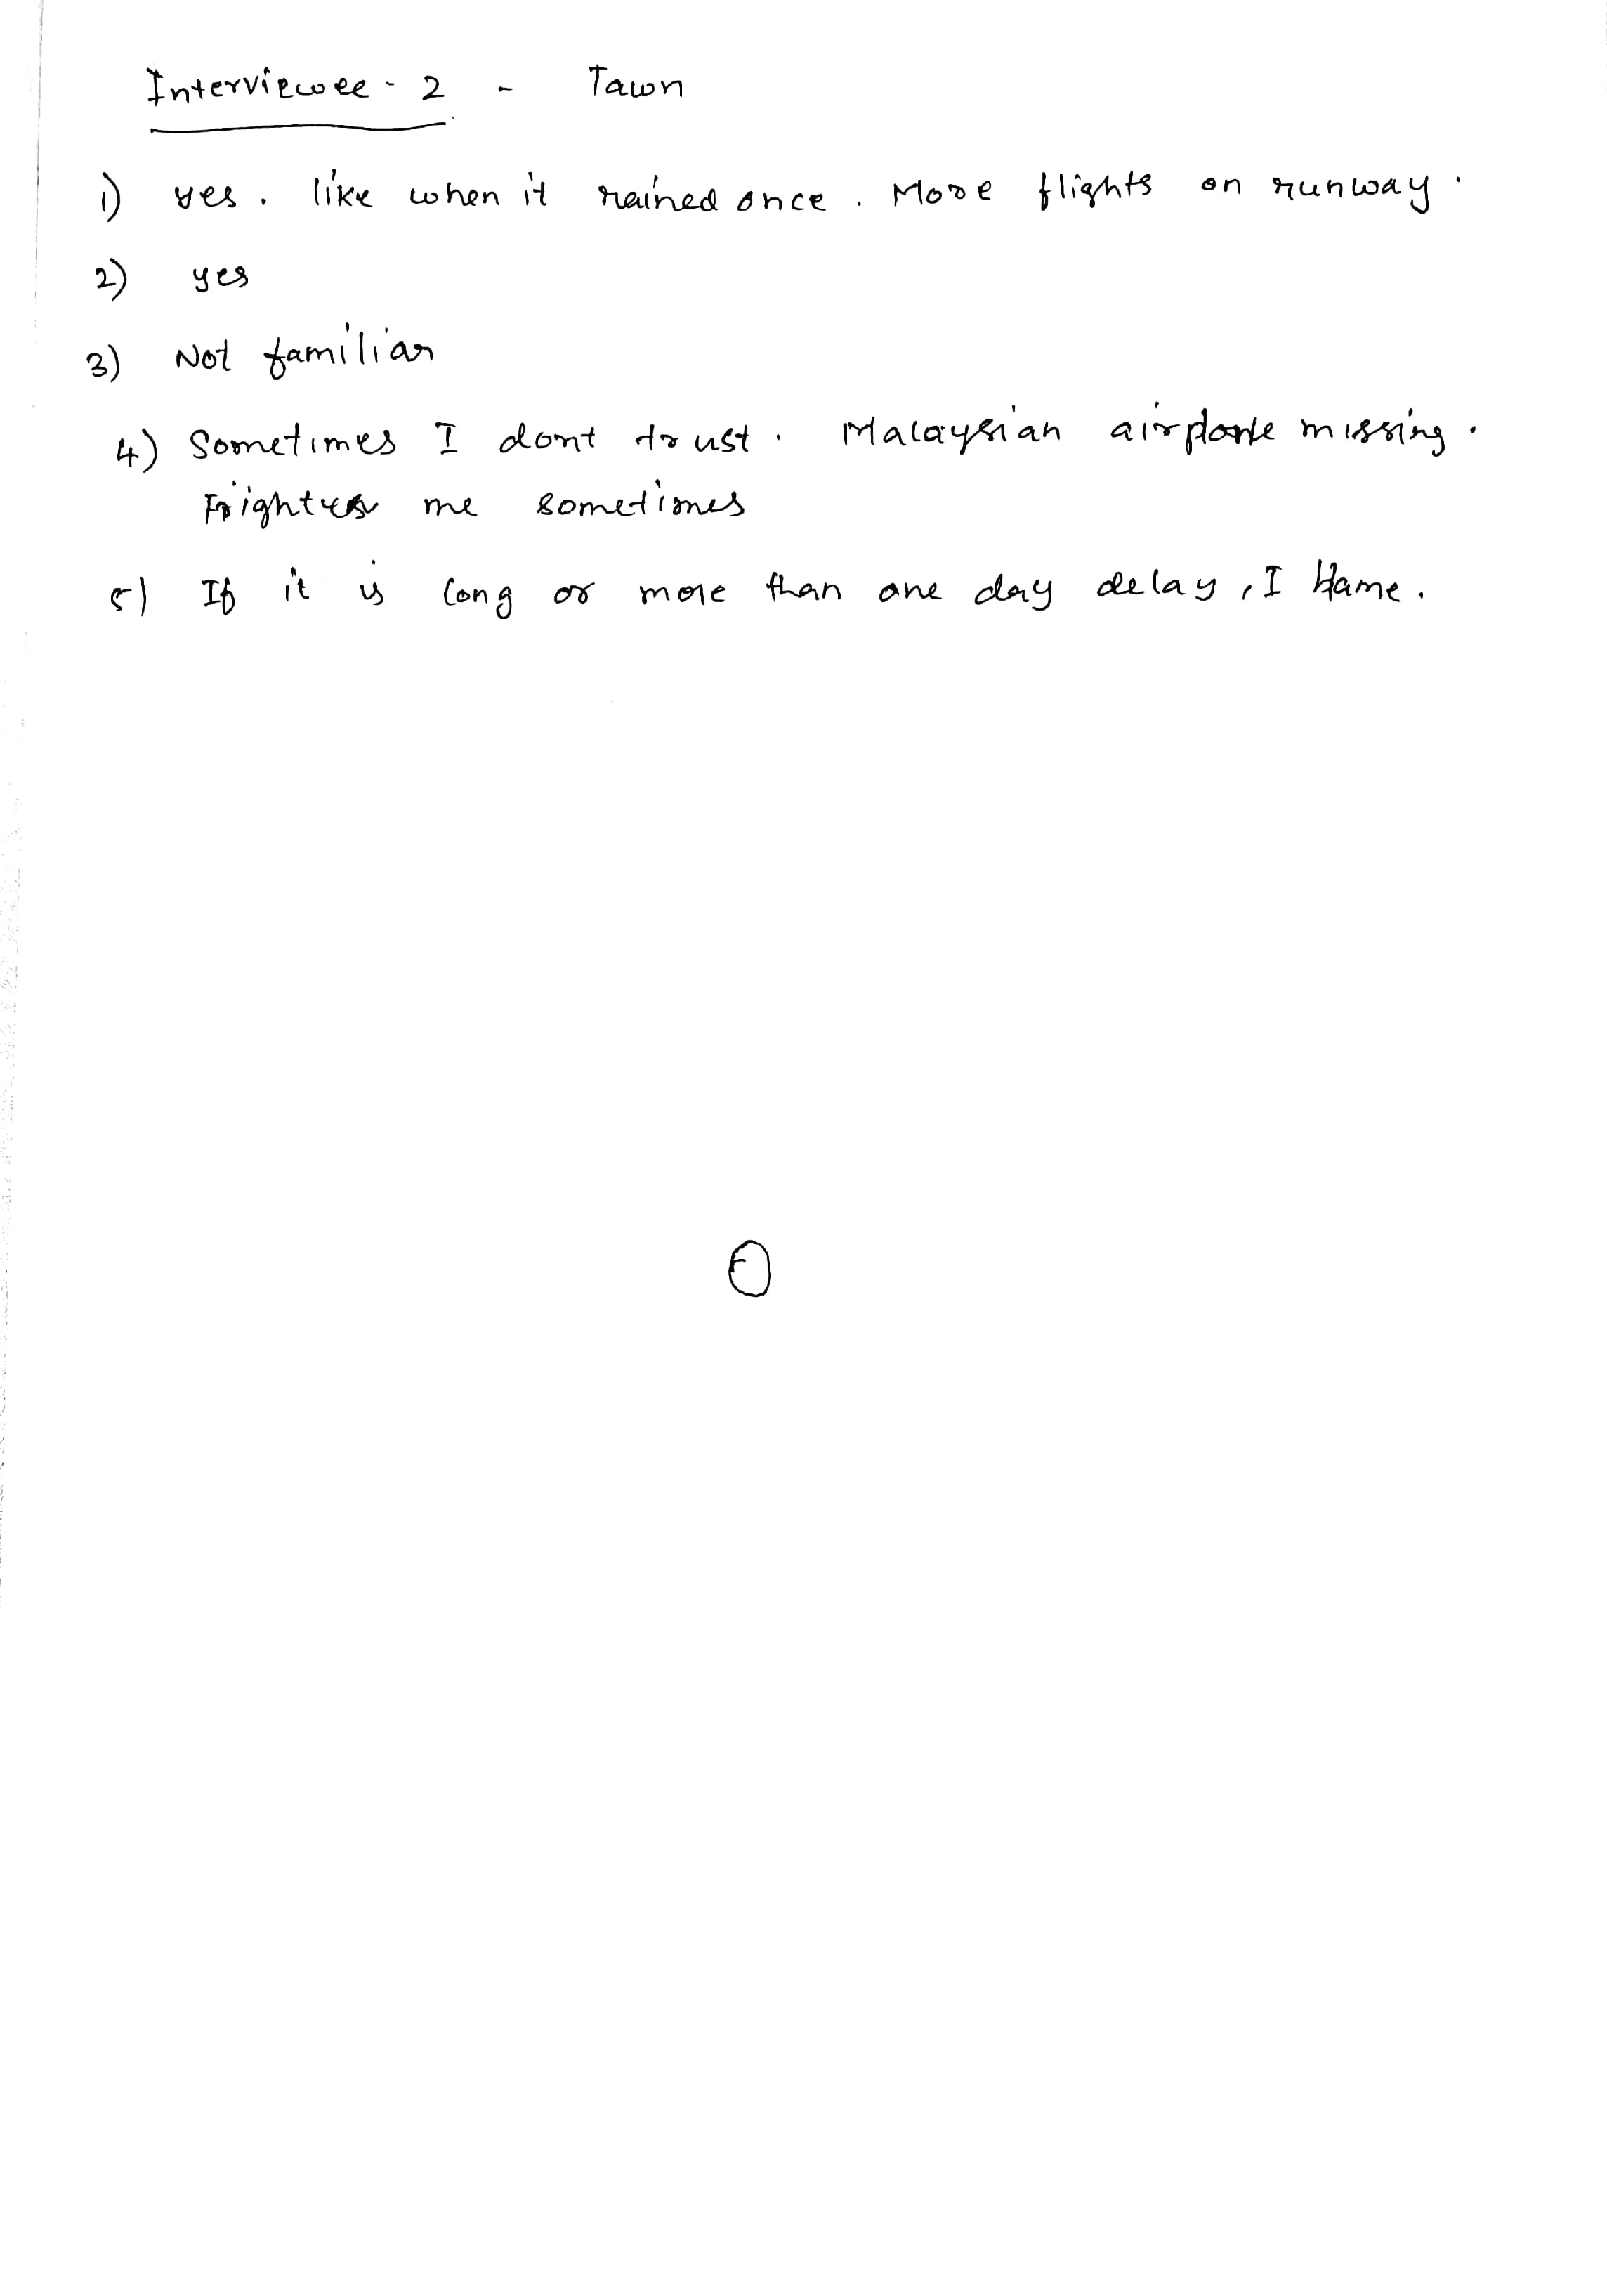 Interviewee - 2 - Tawn
1) yes. like when it rained once. More flights on runway.
2) yes
3) Not familiar
4) Sometimes I dont trust. Malaysian airplane missing.
me sometimes
5) If it is long or more than one day delay, I blame.